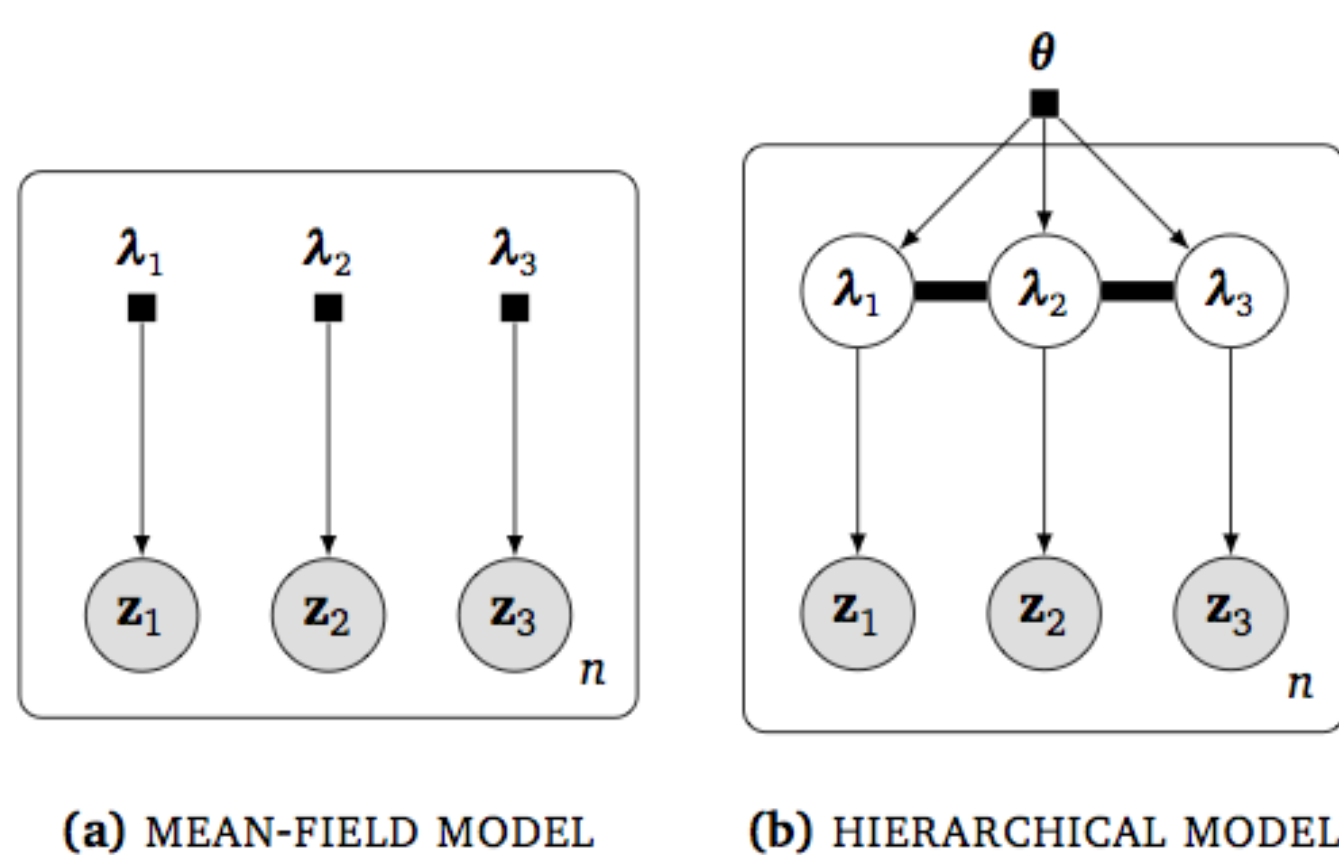 θ
λ₁ λ₂ λ₃
λ₁ λ₂ λ₃
z₁ z₂ z₃
n
z₁ z₂ z₃
n
(a) MEAN-FIELD MODEL
(b) HIERARCHICAL MODEL